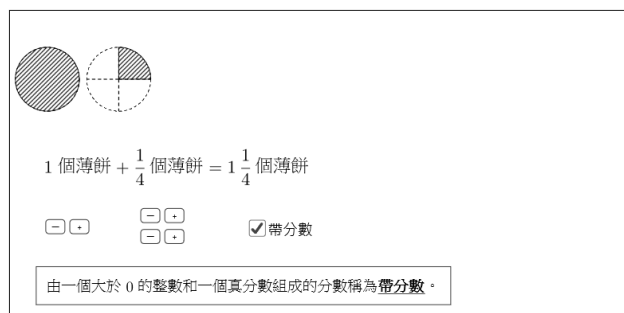 1 個薄餅 + 1/4 個薄餅 = 1 1/4 個薄餅
− + − +
− +
✓ 帶分數
由一個大於 0 的整數和一個真分數組成的分數稱為帶分數。